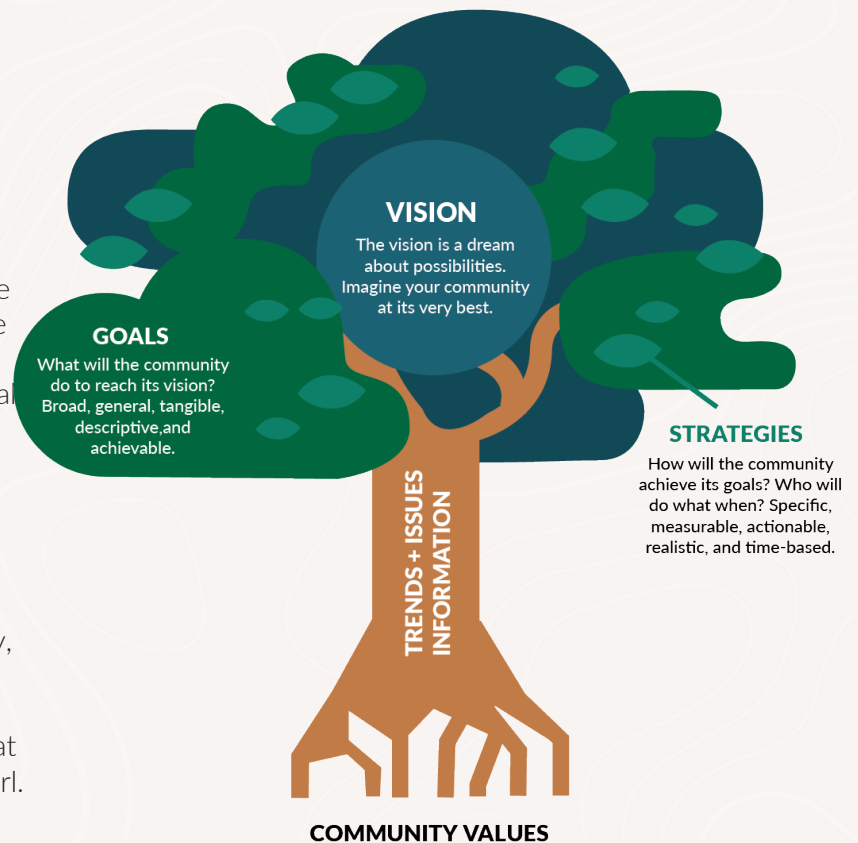 VISION
The vision is a dream
about possibilities.
Imagine your community
at its very best.
GOALS
What will the community
do to reach its vision?
Broad, general, tangible,
descriptive,and
achievable.
STRATEGIES
How will the community
achieve its goals? Who will
do what when? Specific,
measurable, actionable,
realistic, and time-based.
TRENDS + ISSUES
INFORMATION
COMMUNITY VALUES